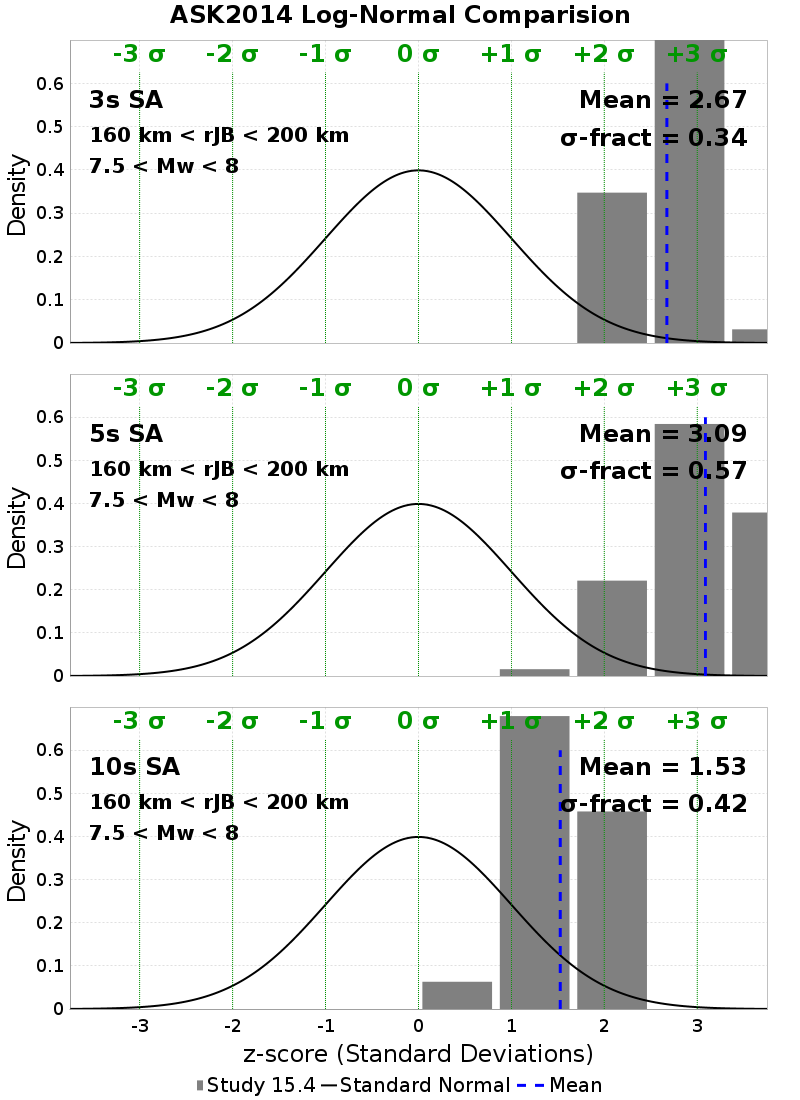 ASK2014 Log-Normal Comparision
-3 σ -2 σ -1 σ 0 σ +1 σ +2 σ +3 σ
0.6
3s SA Mean = 2.67
0.5
160 km < rJB < 200 km σ-fract = 0.34
7.5 < Mw < 8
0.4
0.3
0.2
0.1
0
Density
-3 σ -2 σ -1 σ 0 σ +1 σ +2 σ +3 σ
0.6
5s SA Mean = 3.09
0.5
160 km < rJB < 200 km σ-fract = 0.57
7.5 < Mw < 8
0.4
0.3
0.2
0.1
0
Density
-3 σ -2 σ -1 σ 0 σ +1 σ +2 σ +3 σ
0.6
10s SA Mean = 1.53
0.5
160 km < rJB < 200 km σ-fract = 0.42
7.5 < Mw < 8
0.4
0.3
0.2
0.1
0
Density
-3 -2 -1 0 1 2 3
z-score (Standard Deviations)
Study 15.4 Standard Normal Mean